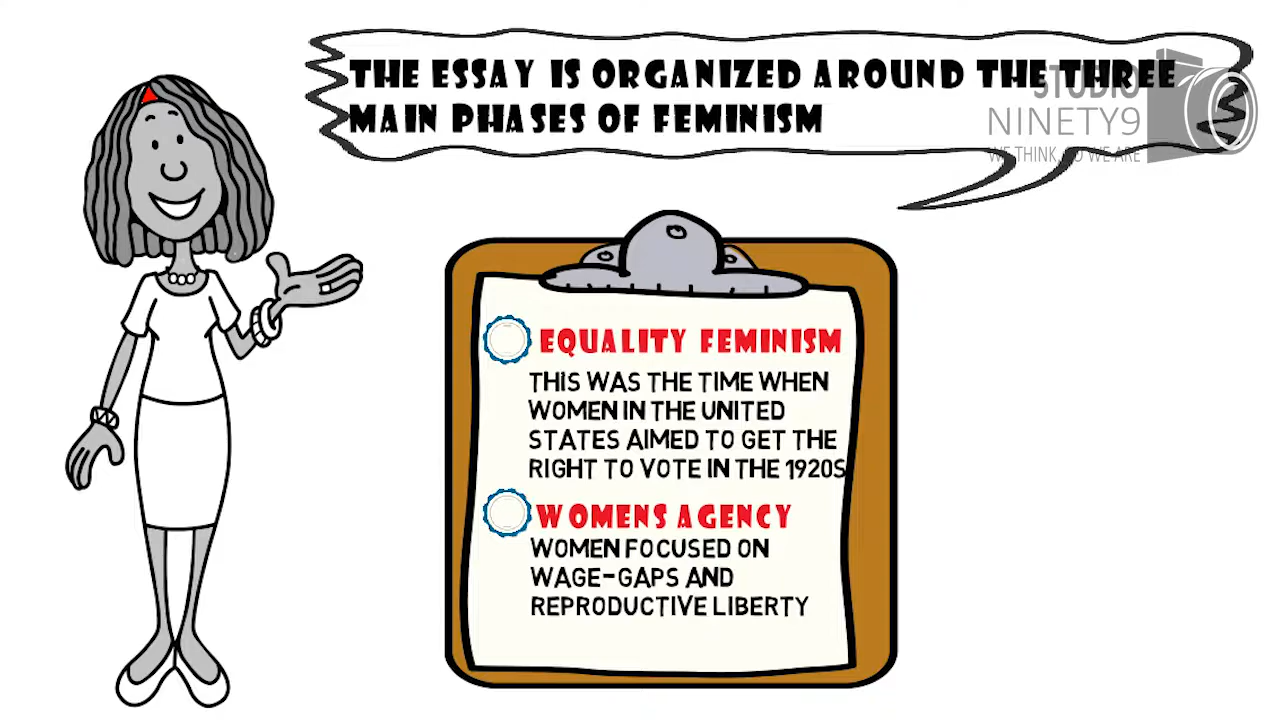 THE ESSAY IS ORGANIZED AROUND THE THREE
MAIN PHASES OF FEMINISM
STUDIO
NINETY9
WE THINK, SO WE ARE
EQUALITY FEMINISM
THIS WAS THE TIME WHEN
WOMEN IN THE UNITED
STATES AIMED TO GET THE
RIGHT TO VOTE IN THE 1920S
WOMENS AGENCY
WOMEN FOCUSED ON
WAGE-GAPS AND
REPRODUCTIVE LIBERTY